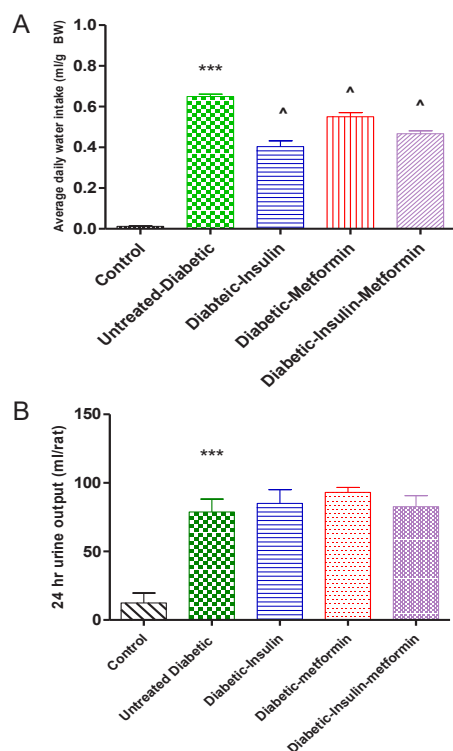 A
Average daily water intake (ml/g BW)
1.0
0.8
0.6
0.4
0.2
0.0
***
^
^
^
Control
Untreated-Diabetic
Diabteic-Insulin
Diabetic-Metformin
Diabetic-Insulin-Metformin
B
24 hr urine output (ml/rat)
150
100
50
0
***
Control
Untreated Diabetic
Diabetic-Insulin
Diabetic-metformin
Diabetic-Insulin-metformin